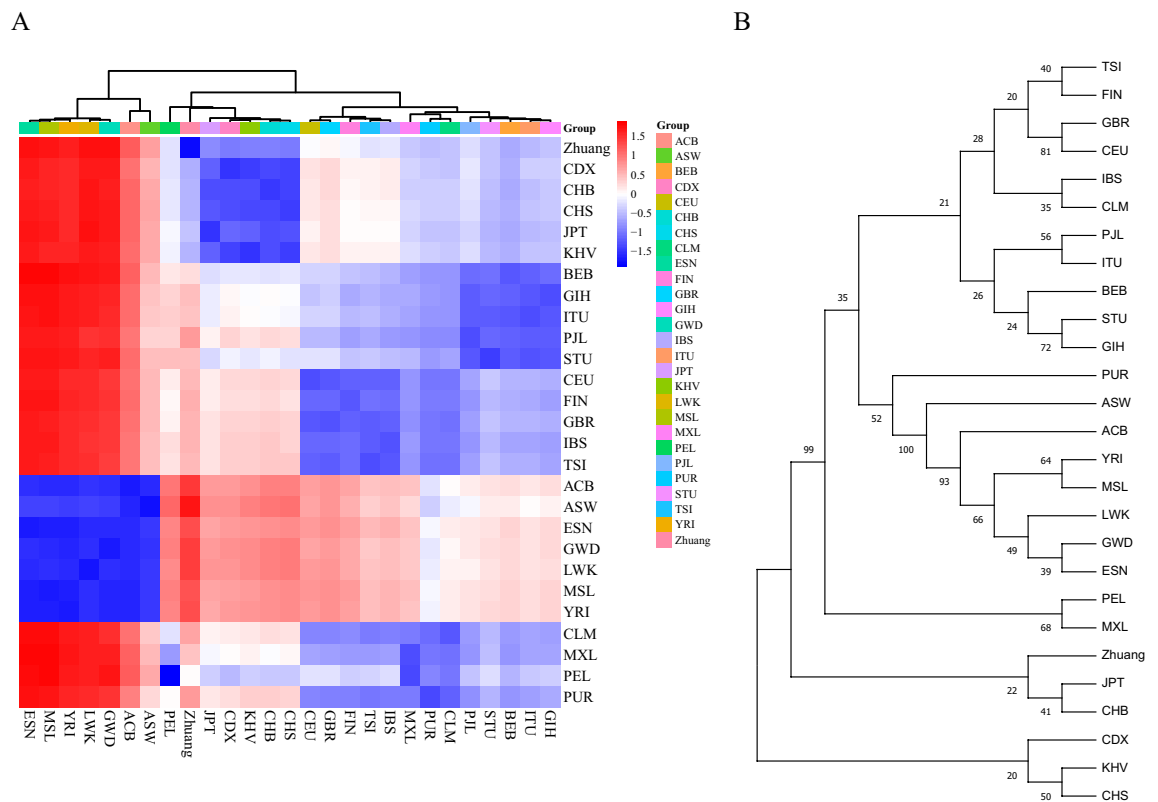 A
Group
Zhuang
CDX
CHB
CHS
JPT
KHV
BEB
GIH
ITU
PJL
STU
CEU
FIN
GBR
IBS
TSI
ACB
ASW
ESN
GWD
LWK
MSL
YRI
CLM
MXL
PEL
PUR
ESN
MSL
YRI
LWK
GWD
ACB
ASW
PEL
Zhuang
JPT
CDX
KHV
CHB
CHS
CEU
GBR
FIN
TSI
IBS
MXL
PUR
CLM
PJL
STU
BEB
ITU
GIH
1.5
1
0.5
0
−0.5
−1
−1.5
Group
ACB
ASW
BEB
CDX
CEU
CHB
CHS
CLM
ESN
FIN
GBR
GIH
GWD
IBS
ITU
JPT
KHV
LWK
MSL
MXL
PEL
PJL
PUR
STU
TSI
YRI
Zhuang
B
TSI
FIN
GBR
CEU
IBS
CLM
PJL
ITU
BEB
STU
GIH
PUR
ASW
ACB
YRI
MSL
LWK
GWD
ESN
PEL
MXL
Zhuang
JPT
CHB
CDX
KHV
CHS
40
20
81
28
35
21
56
26
24
72
35
52
100
93
64
66
49
39
99
68
22
41
20
50